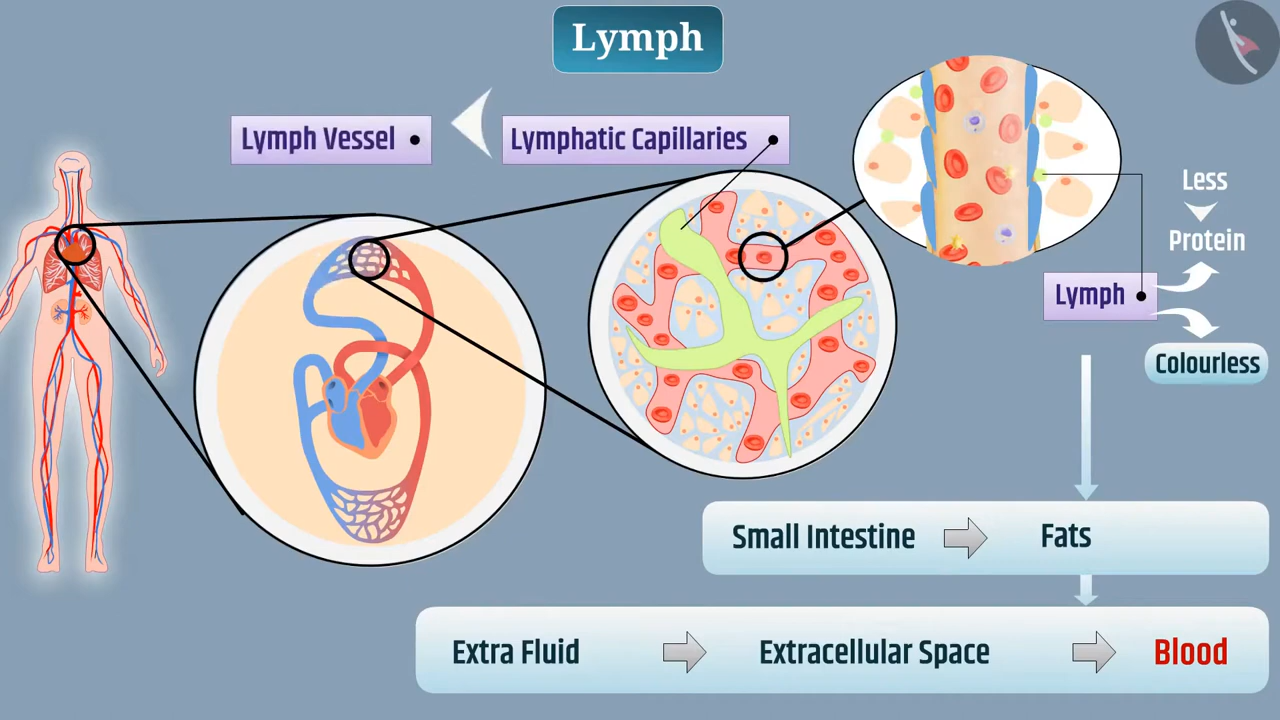 Lymph
Lymph Vessel
Lymphatic Capillaries
Less
Protein
Lymph
Colourless
Small Intestine
Fats
Extra Fluid
Extracellular Space
Blood